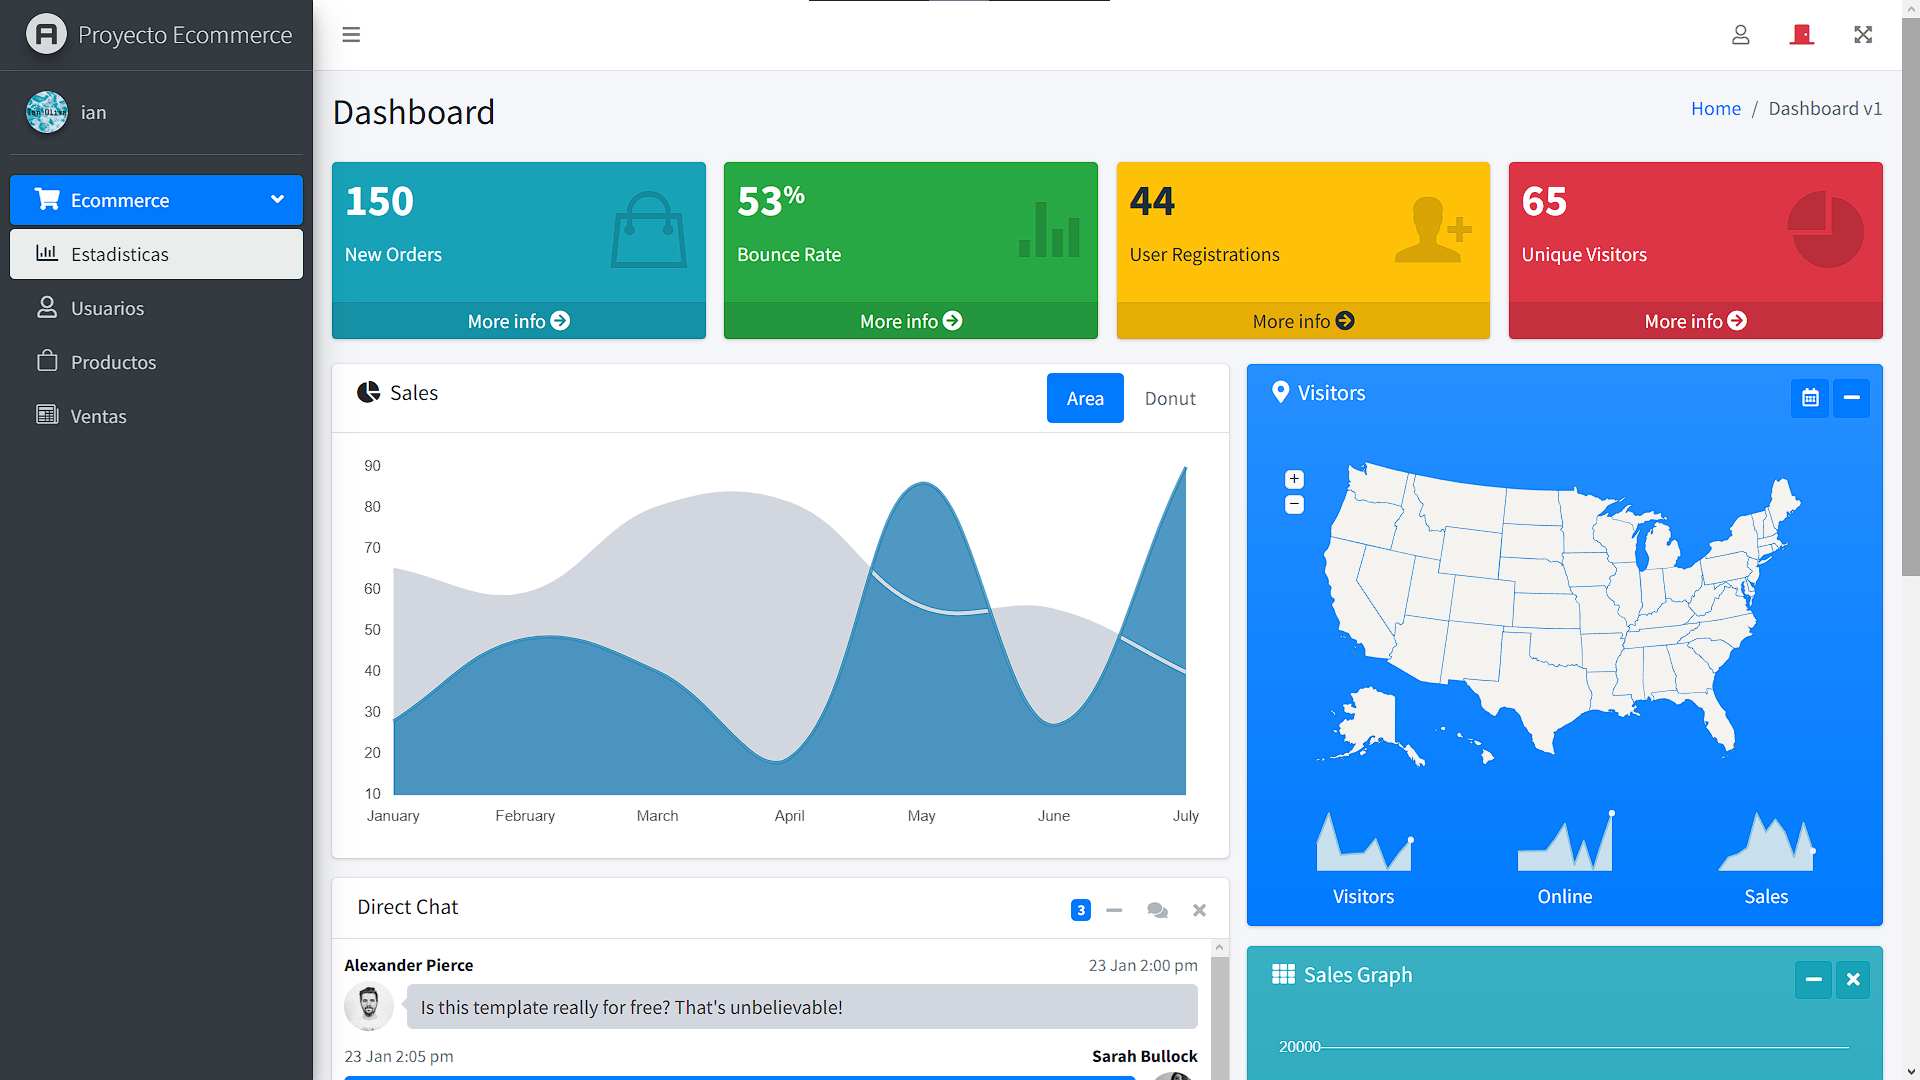 Proyecto Ecommerce
ian
Ecommerce
Estadisticas
Usuarios
Productos
Ventas
Dashboard
Home / Dashboard v1
150
New Orders
More info
53%
Bounce Rate
More info
44
User Registrations
More info
65
Unique Visitors
More info
Sales
Area
Donut
90
80
70
60
50
40
30
20
10
January
February
March
April
May
June
July
Visitors
+
−
Visitors
Online
Sales
Direct Chat
3
Alexander Pierce
23 Jan 2:00 pm
Is this template really for free? That's unbelievable!
23 Jan 2:05 pm
Sarah Bullock
Sales Graph
20000